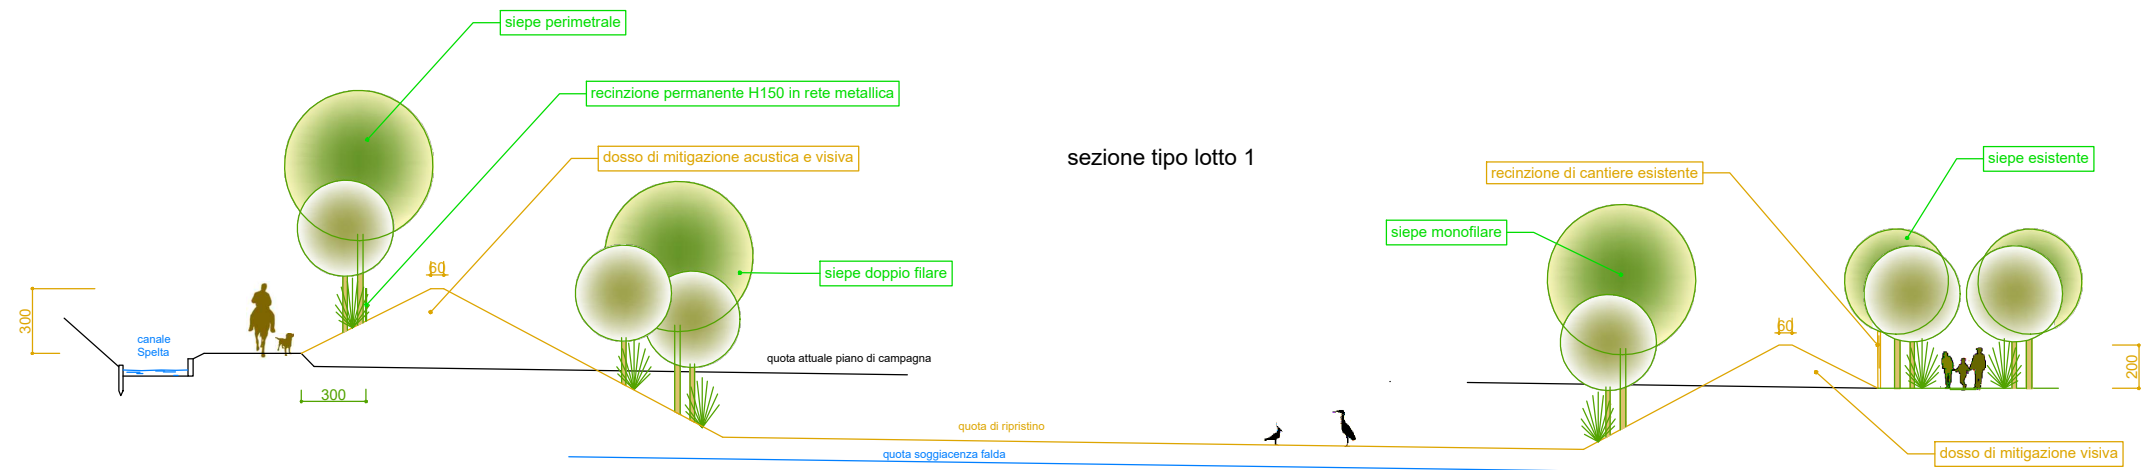 siepe perimetrale
recinzione permanente H150 in rete metallica
dosso di mitigazione acustica e visiva
sezione tipo lotto 1
siepe esistente
recinzione di cantiere esistente
siepe monofilare
siepe doppio filare
60
300
canale
Spelta
60
quota attuale piano di campagna
200
300
quota di ripristino
quota soggiacenza falda
dosso di mitigazione visiva